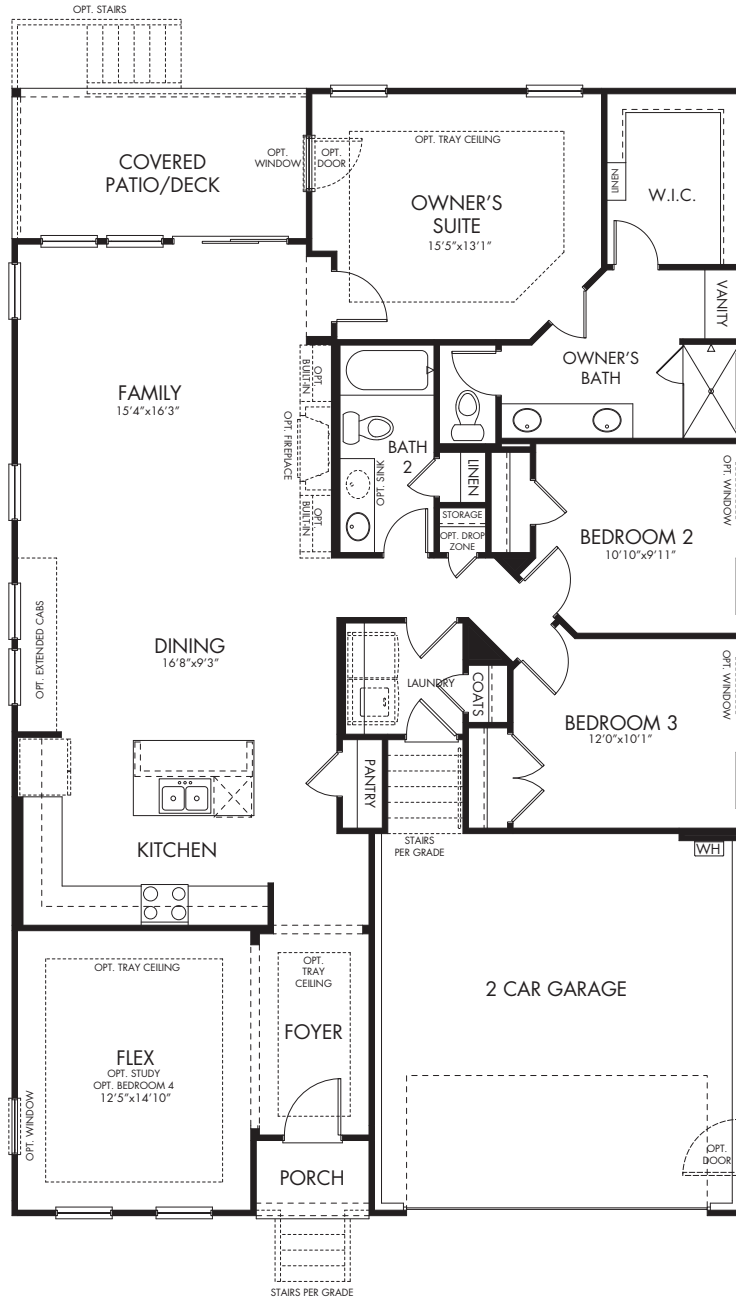 OPT. STAIRS
COVERED
PATIO/DECK
OPT.
WINDOW
OPT.
DOOR
OPT. TRAY CEILING
OWNER'S
SUITE
15'5"x13'1"
LINEN
W.I.C.
VANITY
OWNER'S
BATH
FAMILY
15'4"x16'3"
OPT.
BUILT-IN
OPT. FIREPLACE
OPT.
BUILT-IN
BATH
2
OPT. SINK
LINEN
STORAGE
OPT. DROP
ZONE
OPT. WINDOW
BEDROOM 2
10'10"x9'11"
DINING
16'8"x9'3"
OPT. EXTENDED CABS
LAUNDRY
COATS
OPT. WINDOW
BEDROOM 3
12'0"x10'1"
PANTRY
KITCHEN
STAIRS
PER GRADE
WH
OPT. TRAY CEILING
OPT.
TRAY
CEILING
2 CAR GARAGE
FOYER
FLEX
OPT. STUDY
OPT. BEDROOM 4
12'5"x14'10"
OPT. WINDOW
OPT.
DOOR
PORCH
STAIRS PER GRADE